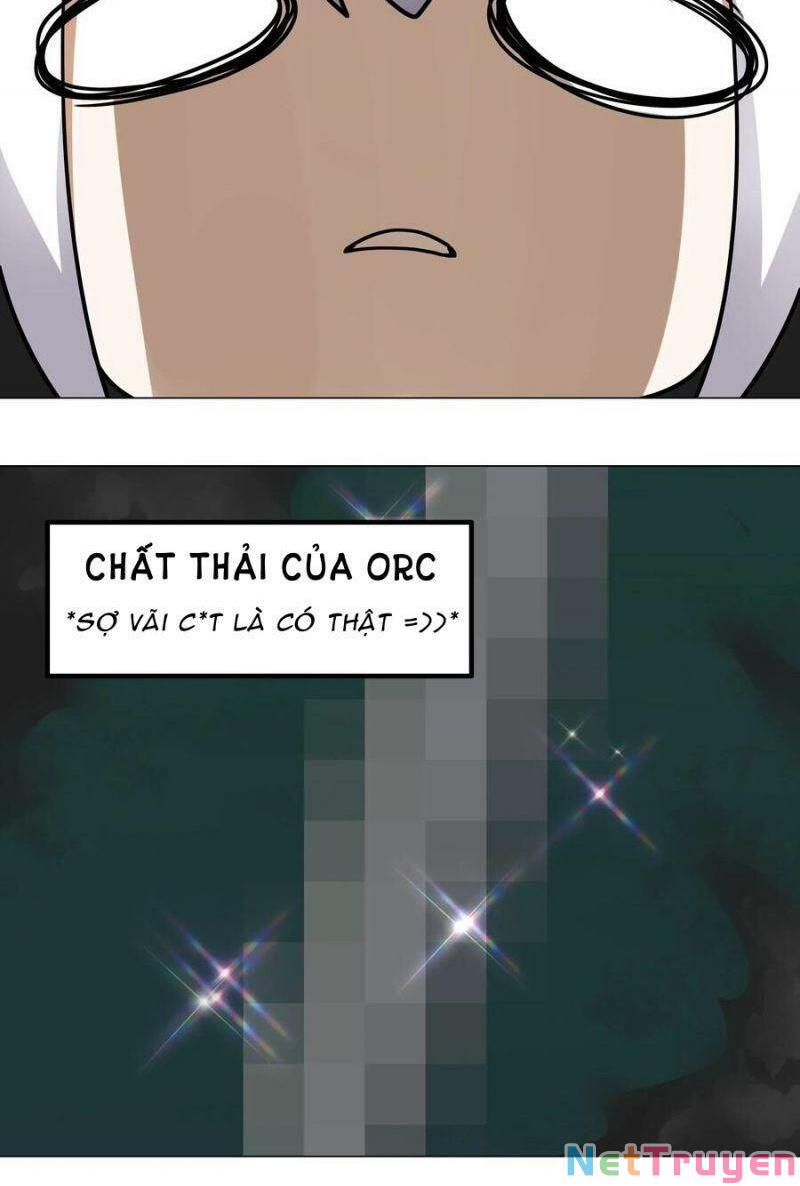 CHẤT THẢI CỦA ORC
*SỢ VÃI C*T LÀ CÓ THẬT =))*
NetTruyen